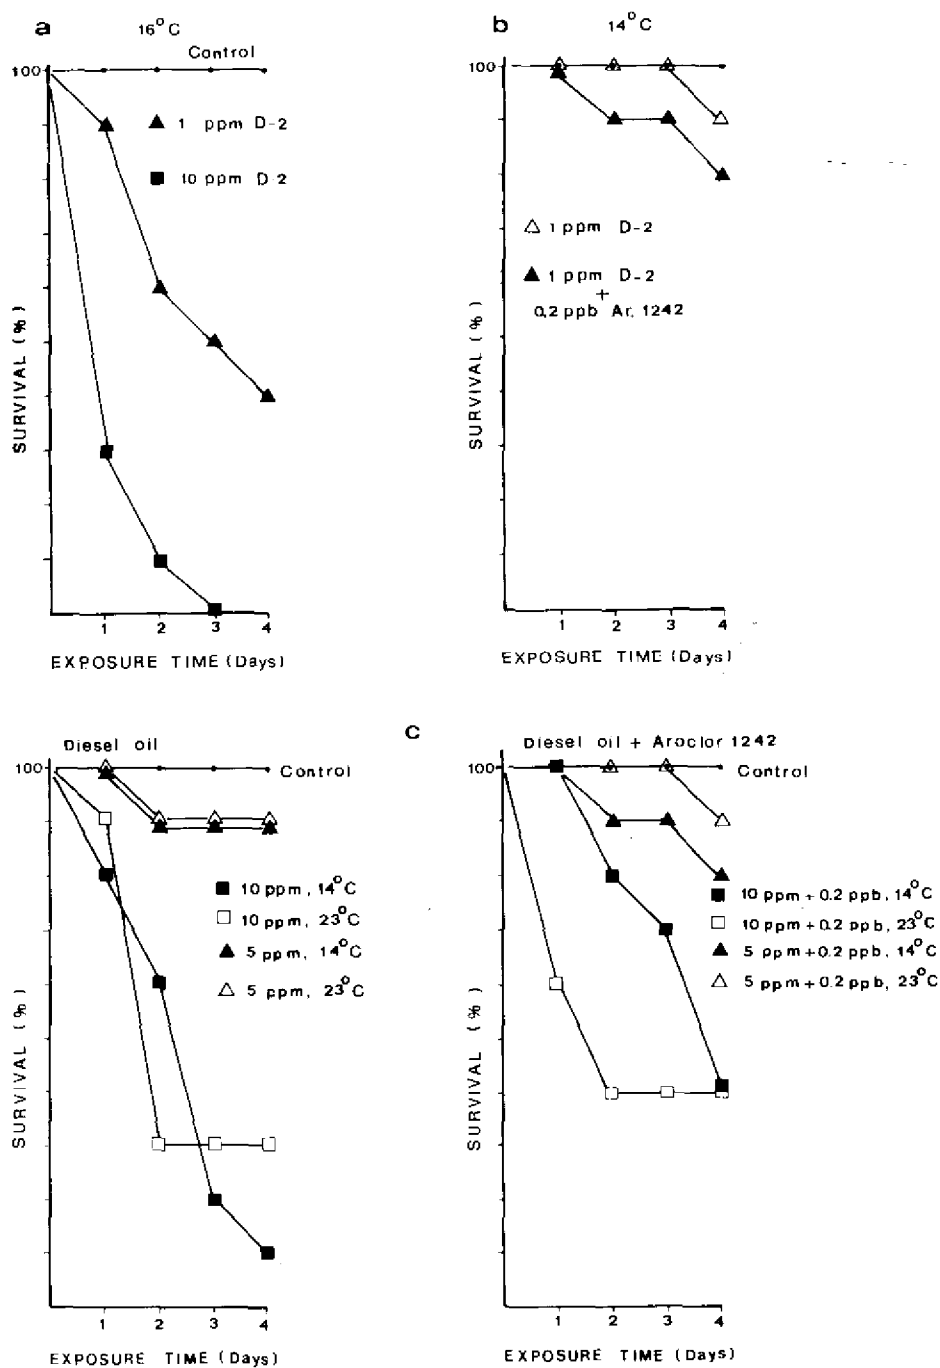 a
16°C
Control
100
▲ 1 ppm D-2
■ 10 ppm D-2
SURVIVAL (%)
1 2 3 4
EXPOSURE TIME (Days)
b
14°C
100
△ 1 ppm D-2
▲ 1 ppm D-2
+
0.2 ppb Ar. 1242
SURVIVAL (%)
1 2 3 4
EXPOSURE TIME (Days)
c
Diesel oil
100
Control
■ 10 ppm, 14°C
□ 10 ppm, 23°C
▲ 5 ppm, 14°C
△ 5 ppm, 23°C
SURVIVAL (%)
1 2 3 4
EXPOSURE TIME (Days)
Diesel oil + Aroclor 1242
100
Control
■ 10 ppm + 0.2 ppb, 14°C
□ 10 ppm + 0.2 ppb, 23°C
▲ 5 ppm + 0.2 ppb, 14°C
△ 5 ppm + 0.2 ppb, 23°C
SURVIVAL (%)
1 2 3 4
EXPOSURE TIME (Days)